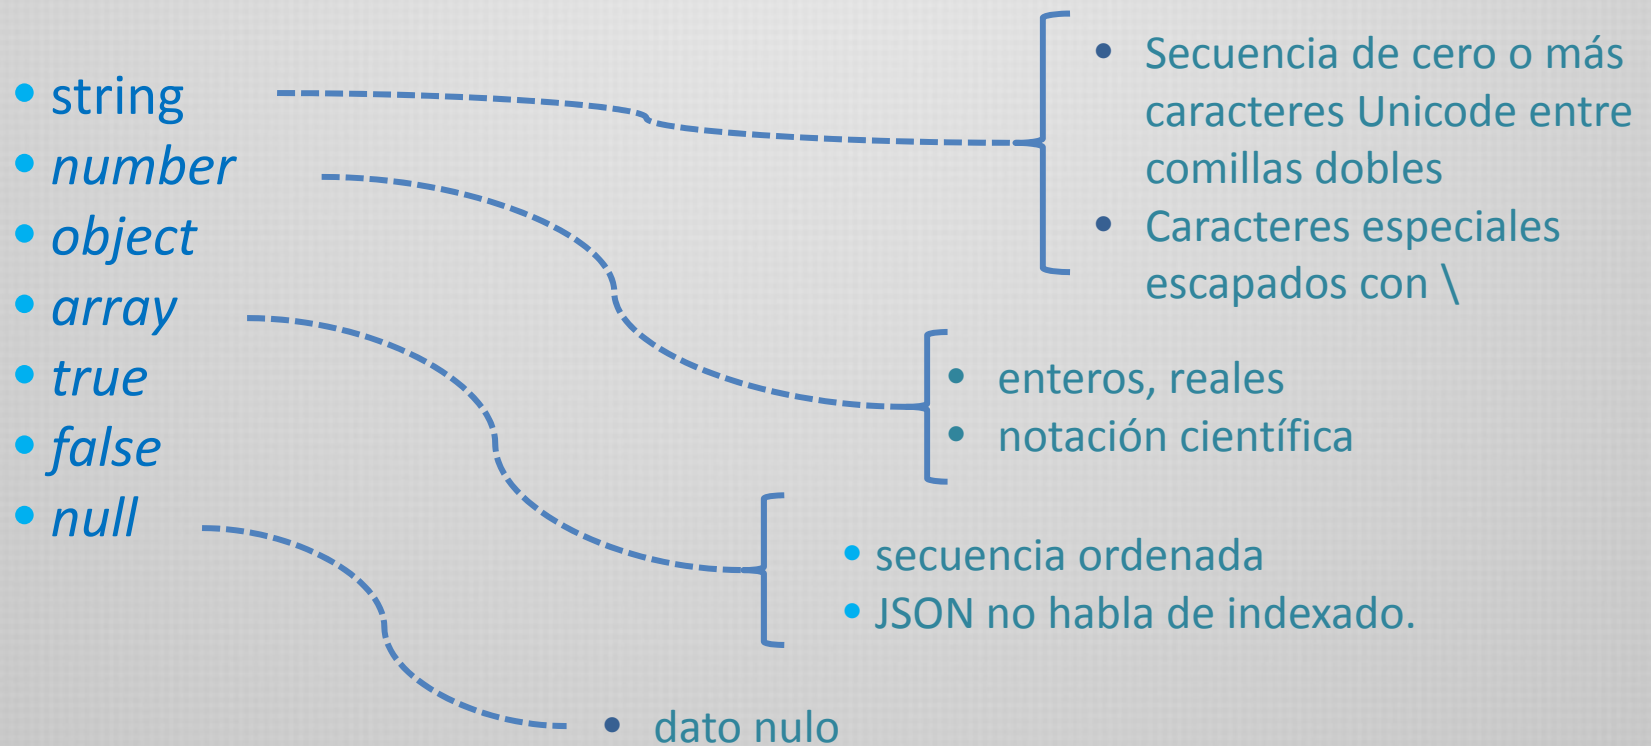 string
number
object
array
true
false
null
Secuencia de cero o más
caracteres Unicode entre
comillas dobles
Caracteres especiales
escapados con \
enteros, reales
notación científica
secuencia ordenada
JSON no habla de indexado.
dato nulo